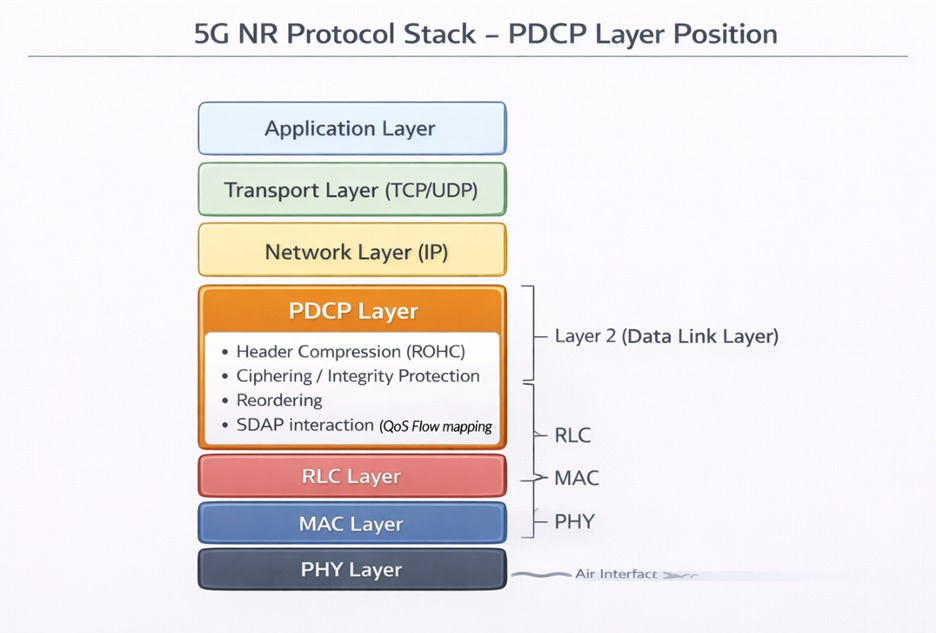 5G NR Protocol Stack – PDCP Layer Position
Application Layer
Transport Layer (TCP/UDP)
Network Layer (IP)
PDCP Layer
• Header Compression (ROHC)
• Ciphering / Integrity Protection
• Reordering
• SDAP interaction (QoS Flow mapping
Layer 2 (Data Link Layer)
RLC
MAC
PHY
RLC Layer
MAC Layer
PHY Layer
Air Interface